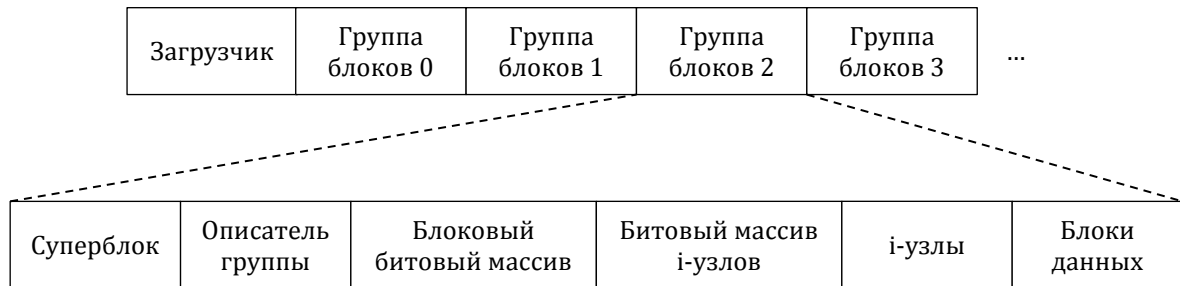 Загрузчик
Группа
блоков 0
Группа
блоков 1
Группа
блоков 2
Группа
блоков 3
...
Суперблок
Описатель
группы
Блоковый
битовый массив
Битовый массив
i-узлов
i-узлы
Блоки
данных